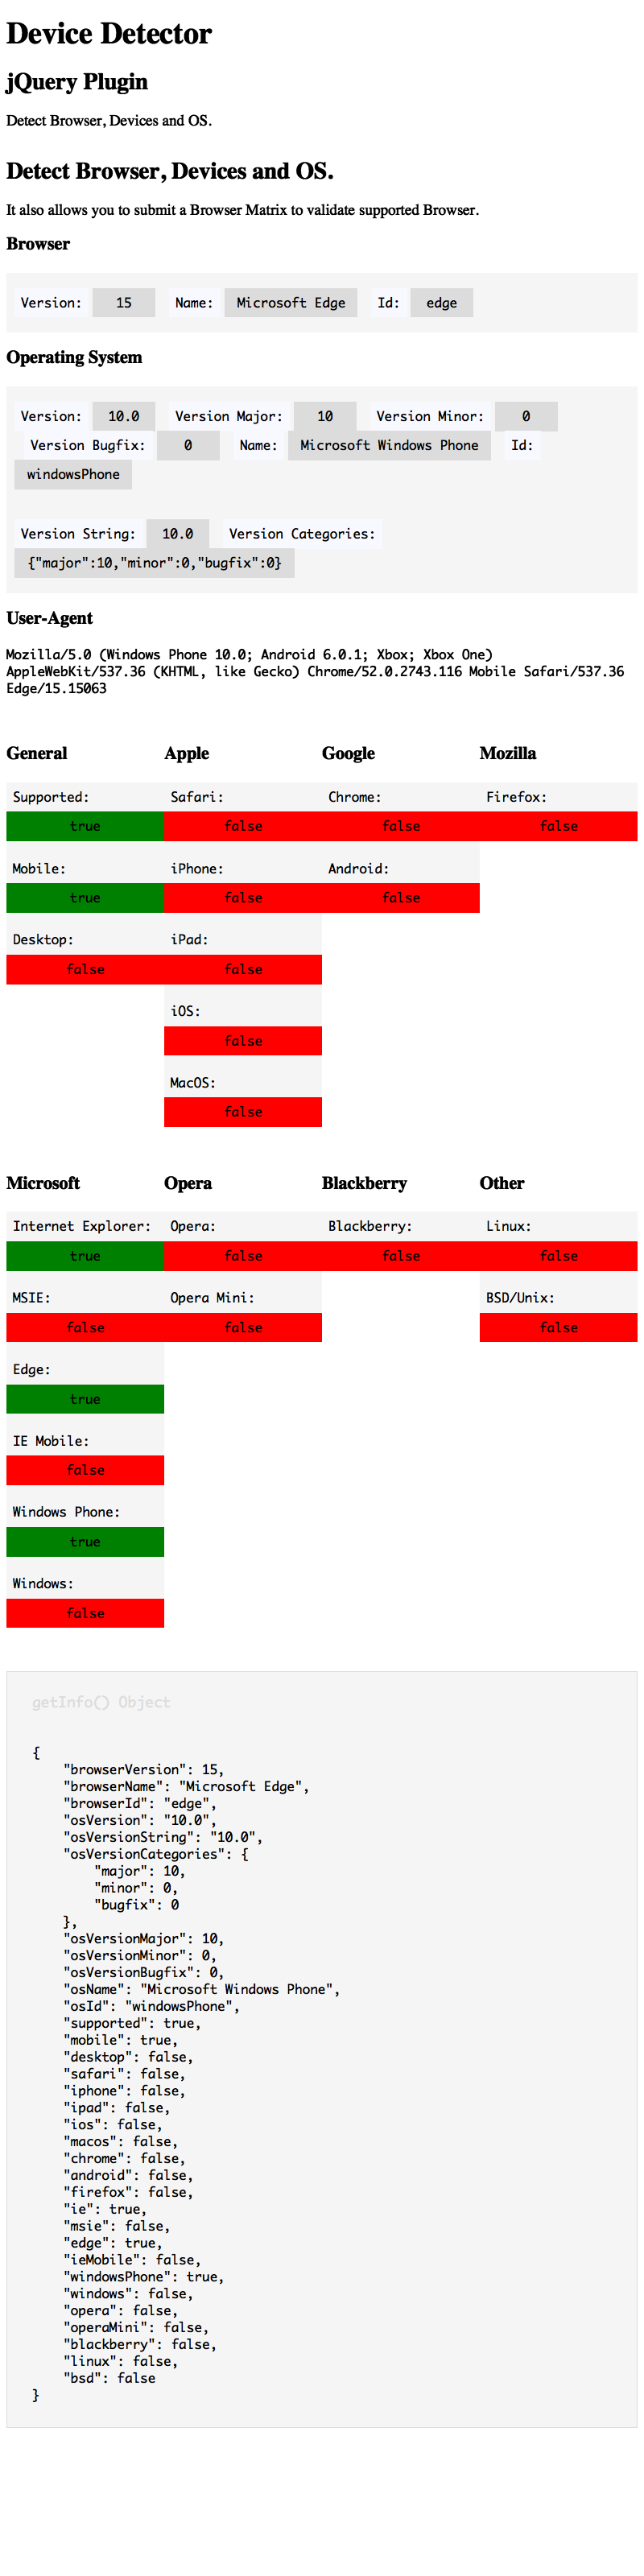 Device Detector
jQuery Plugin
Detect Browser, Devices and OS.
Detect Browser, Devices and OS.
It also allows you to submit a Browser Matrix to validate supported Browser.
Browser
Version: 15 Name: Microsoft Edge Id: edge
Operating System
Version: 10.0 Version Major: 10 Version Minor: 0
Version Bugfix: 0 Name: Microsoft Windows Phone Id:
windowsPhone
Version String: 10.0 Version Categories:
{"major":10,"minor":0,"bugfix":0}
User-Agent
Mozilla/5.0 (Windows Phone 10.0; Android 6.0.1; Xbox; Xbox One)
AppleWebKit/537.36 (KHTML, like Gecko) Chrome/52.0.2743.116 Mobile Safari/537.36
Edge/15.15063
General Apple Google Mozilla
Supported: Safari: Chrome: Firefox:
true false false false
Mobile: iPhone: Android:
true false false
Desktop: iPad:
false false
iOS:
false
MacOS:
false
Microsoft Opera Blackberry Other
Internet Explorer: Opera: Blackberry: Linux:
true false false false
MSIE: Opera Mini: BSD/Unix:
false false false
Edge:
true
IE Mobile:
false
Windows Phone:
true
Windows:
false
getInfo() Object
{
"browserVersion": 15,
"browserName": "Microsoft Edge",
"browserId": "edge",
"osVersion": "10.0",
"osVersionString": "10.0",
"osVersionCategories": {
"major": 10,
"minor": 0,
"bugfix": 0
},
"osVersionMajor": 10,
"osVersionMinor": 0,
"osVersionBugfix": 0,
"osName": "Microsoft Windows Phone",
"osId": "windowsPhone",
"supported": true,
"mobile": true,
"desktop": false,
"safari": false,
"iphone": false,
"ipad": false,
"ios": false,
"macos": false,
"chrome": false,
"android": false,
"firefox": false,
"ie": true,
"msie": false,
"edge": true,
"ieMobile": false,
"windowsPhone": true,
"windows": false,
"opera": false,
"operaMini": false,
"blackberry": false,
"linux": false,
"bsd": false
}